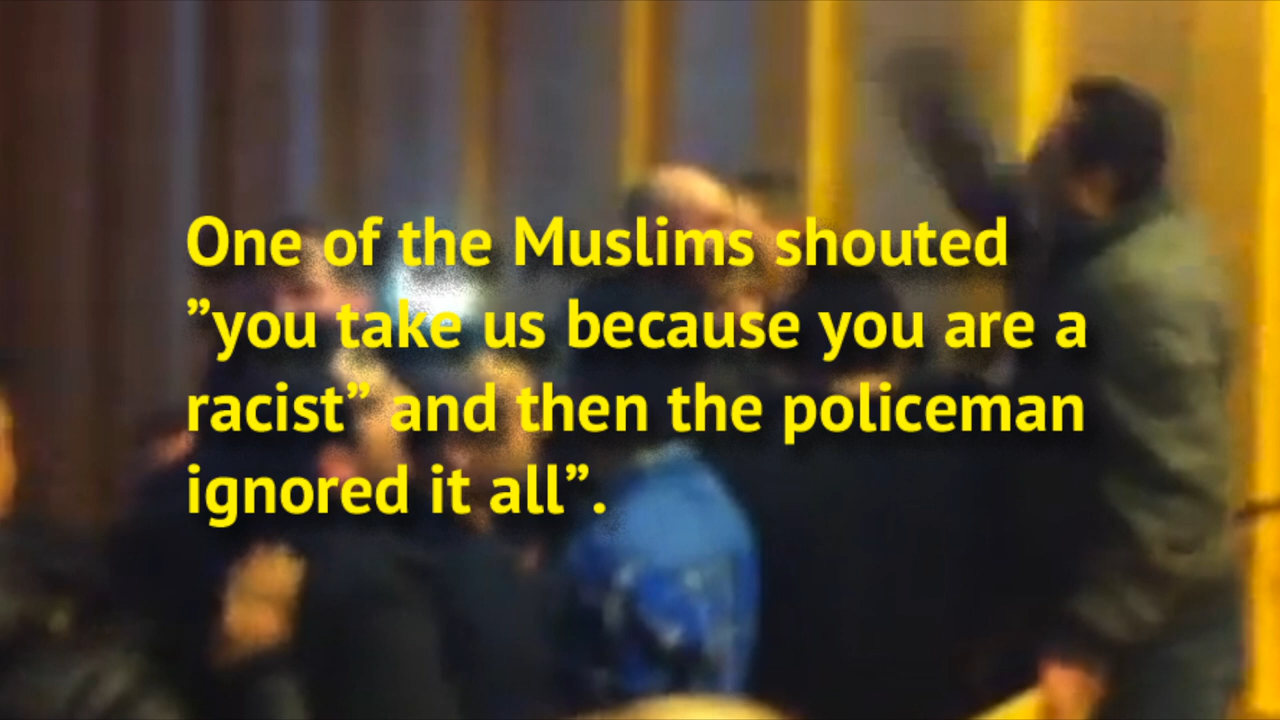 One of the Muslims shouted
”you take us because you are a
racist” and then the policeman
ignored it all”.